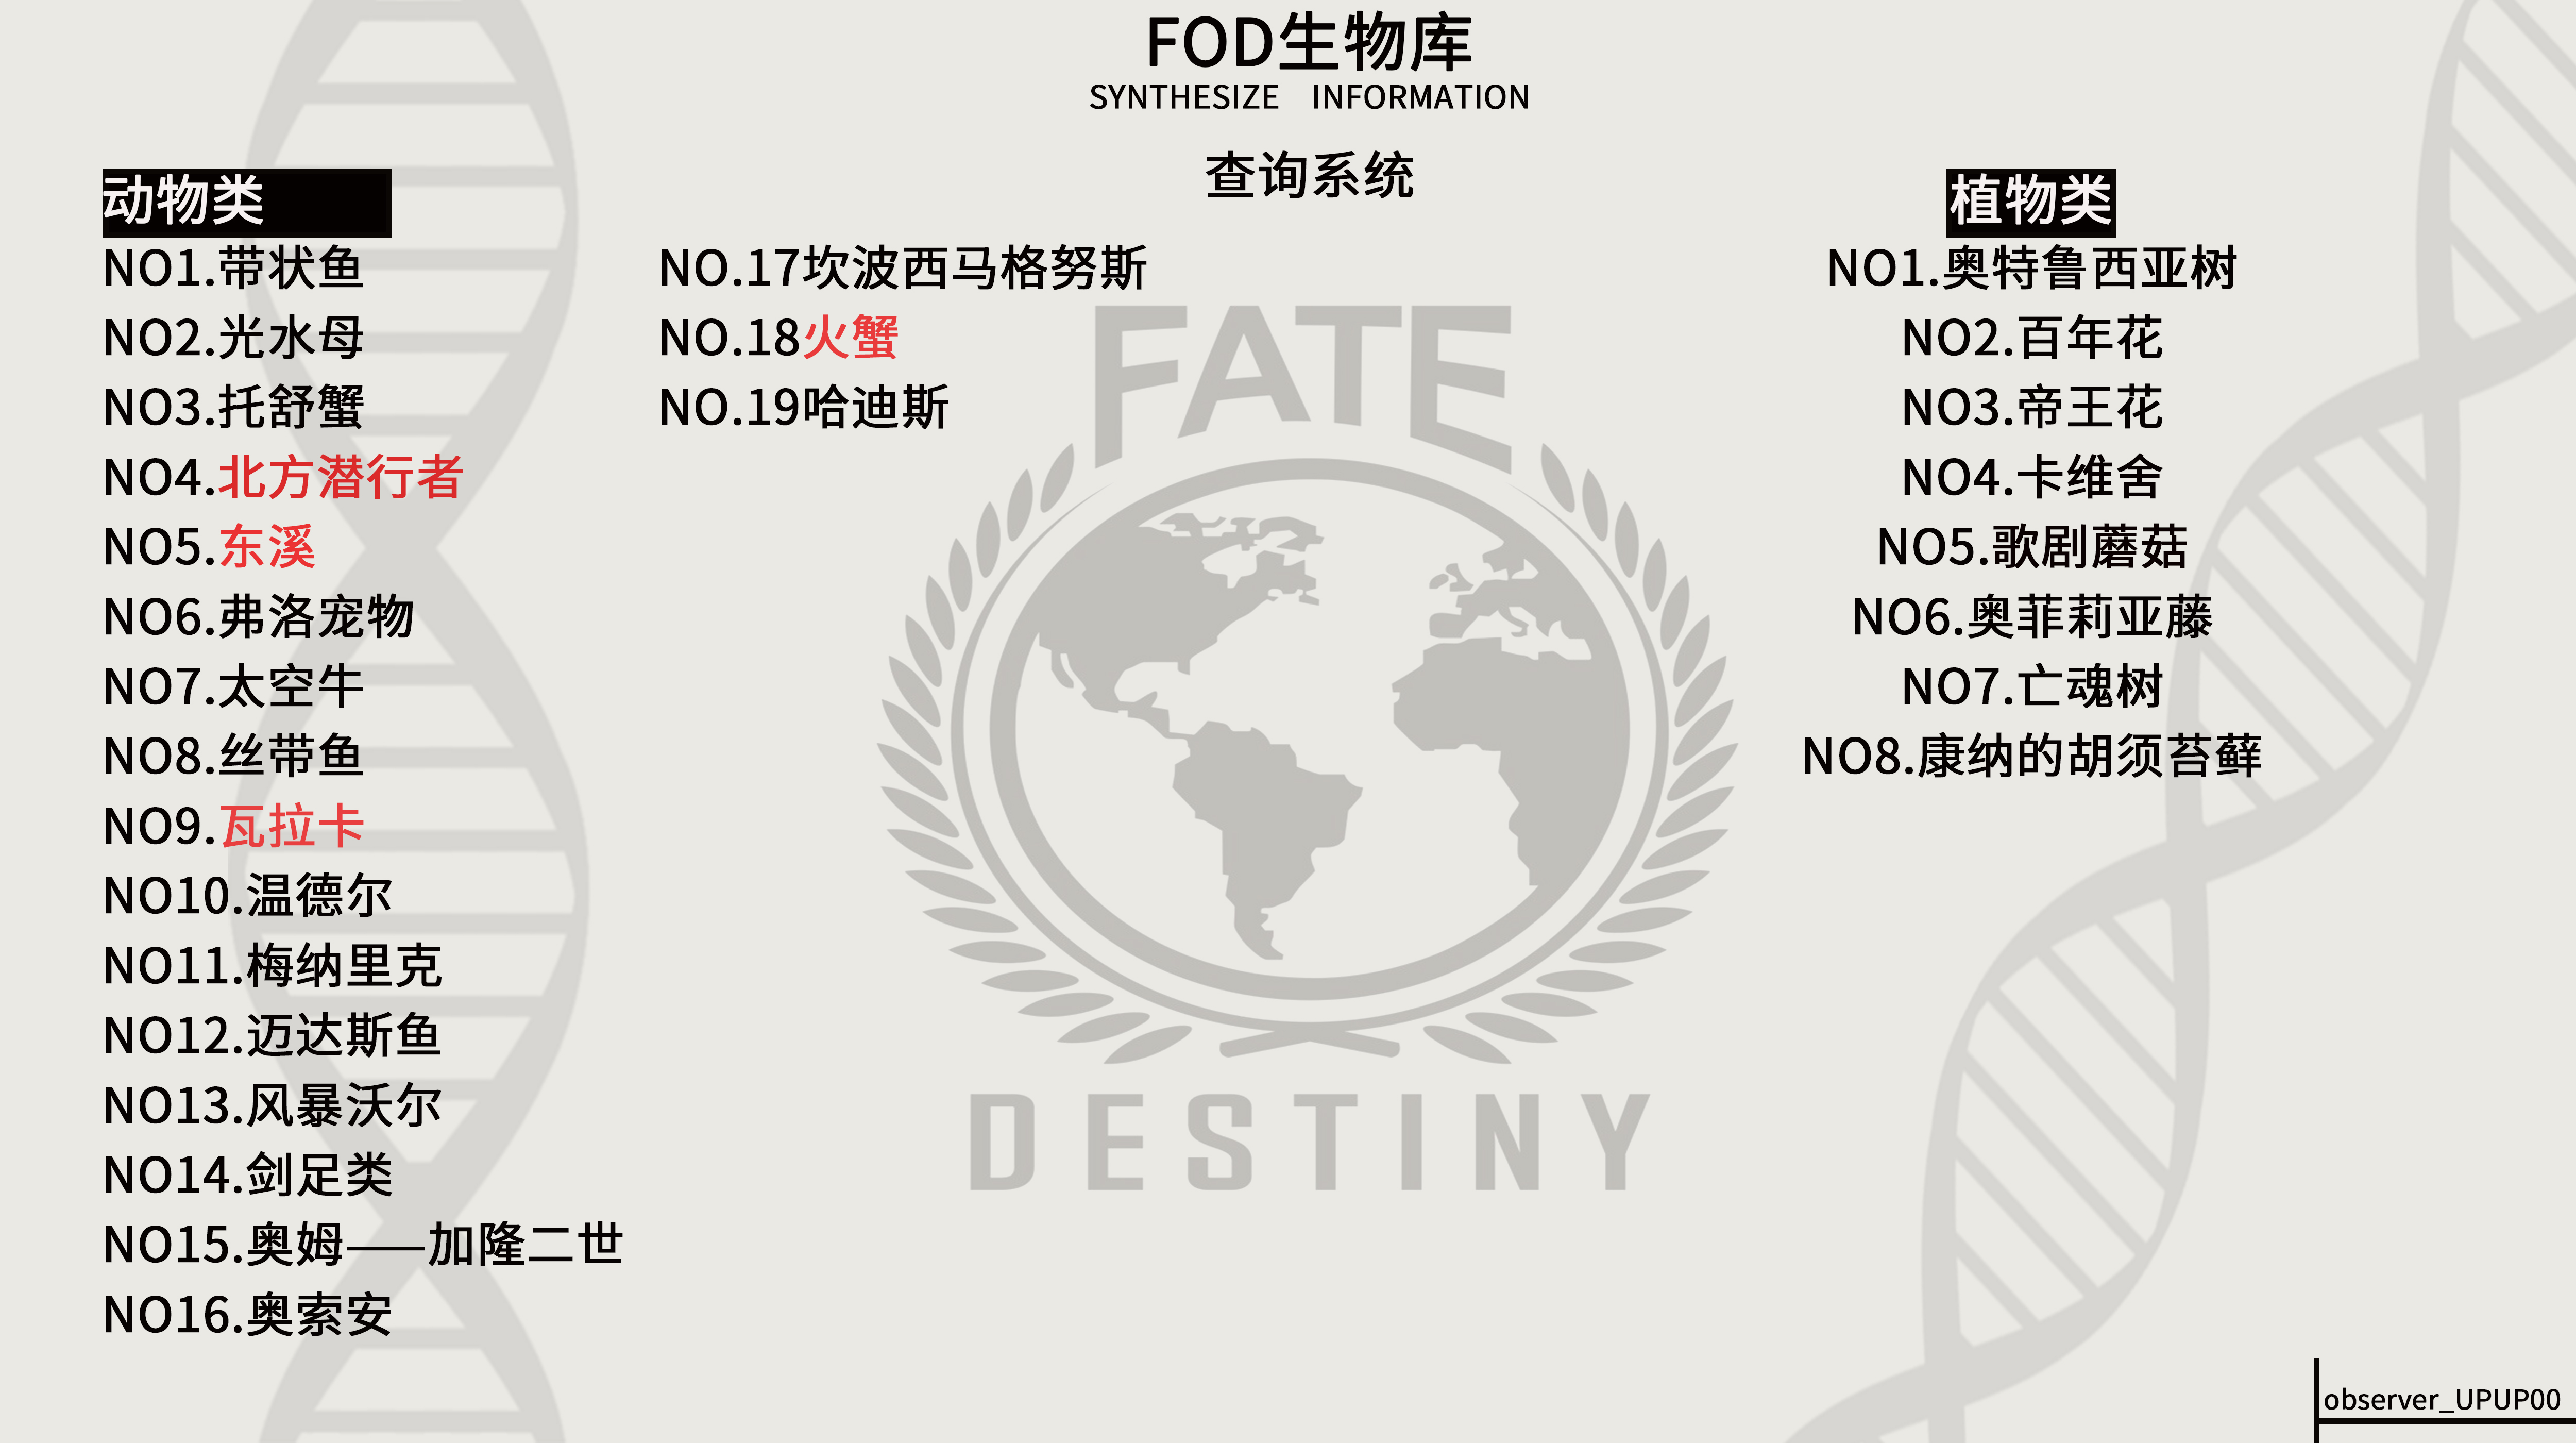 FOD生物库
SYNTHESIZE INFORMATION
查询系统
动物类
NO1.带状鱼
NO2.光水母
NO3.托舒蟹
NO4.北方潜行者
NO5.东溪
NO6.弗洛宠物
NO7.太空牛
NO8.丝带鱼
NO9.瓦拉卡
NO10.温德尔
NO11.梅纳里克
NO12.迈达斯鱼
NO13.风暴沃尔
NO14.剑足类
NO15.奥姆——加隆二世
NO16.奥索安
NO.17坎波西马格努斯
NO.18火蟹
NO.19哈迪斯
植物类
NO1.奥特鲁西亚树
NO2.百年花
NO3.帝王花
NO4.卡维舍
NO5.歌剧蘑菇
NO6.奥菲莉亚藤
NO7.亡魂树
NO8.康纳的胡须苔藓
FATE
DESTINY
observer_UPUP00